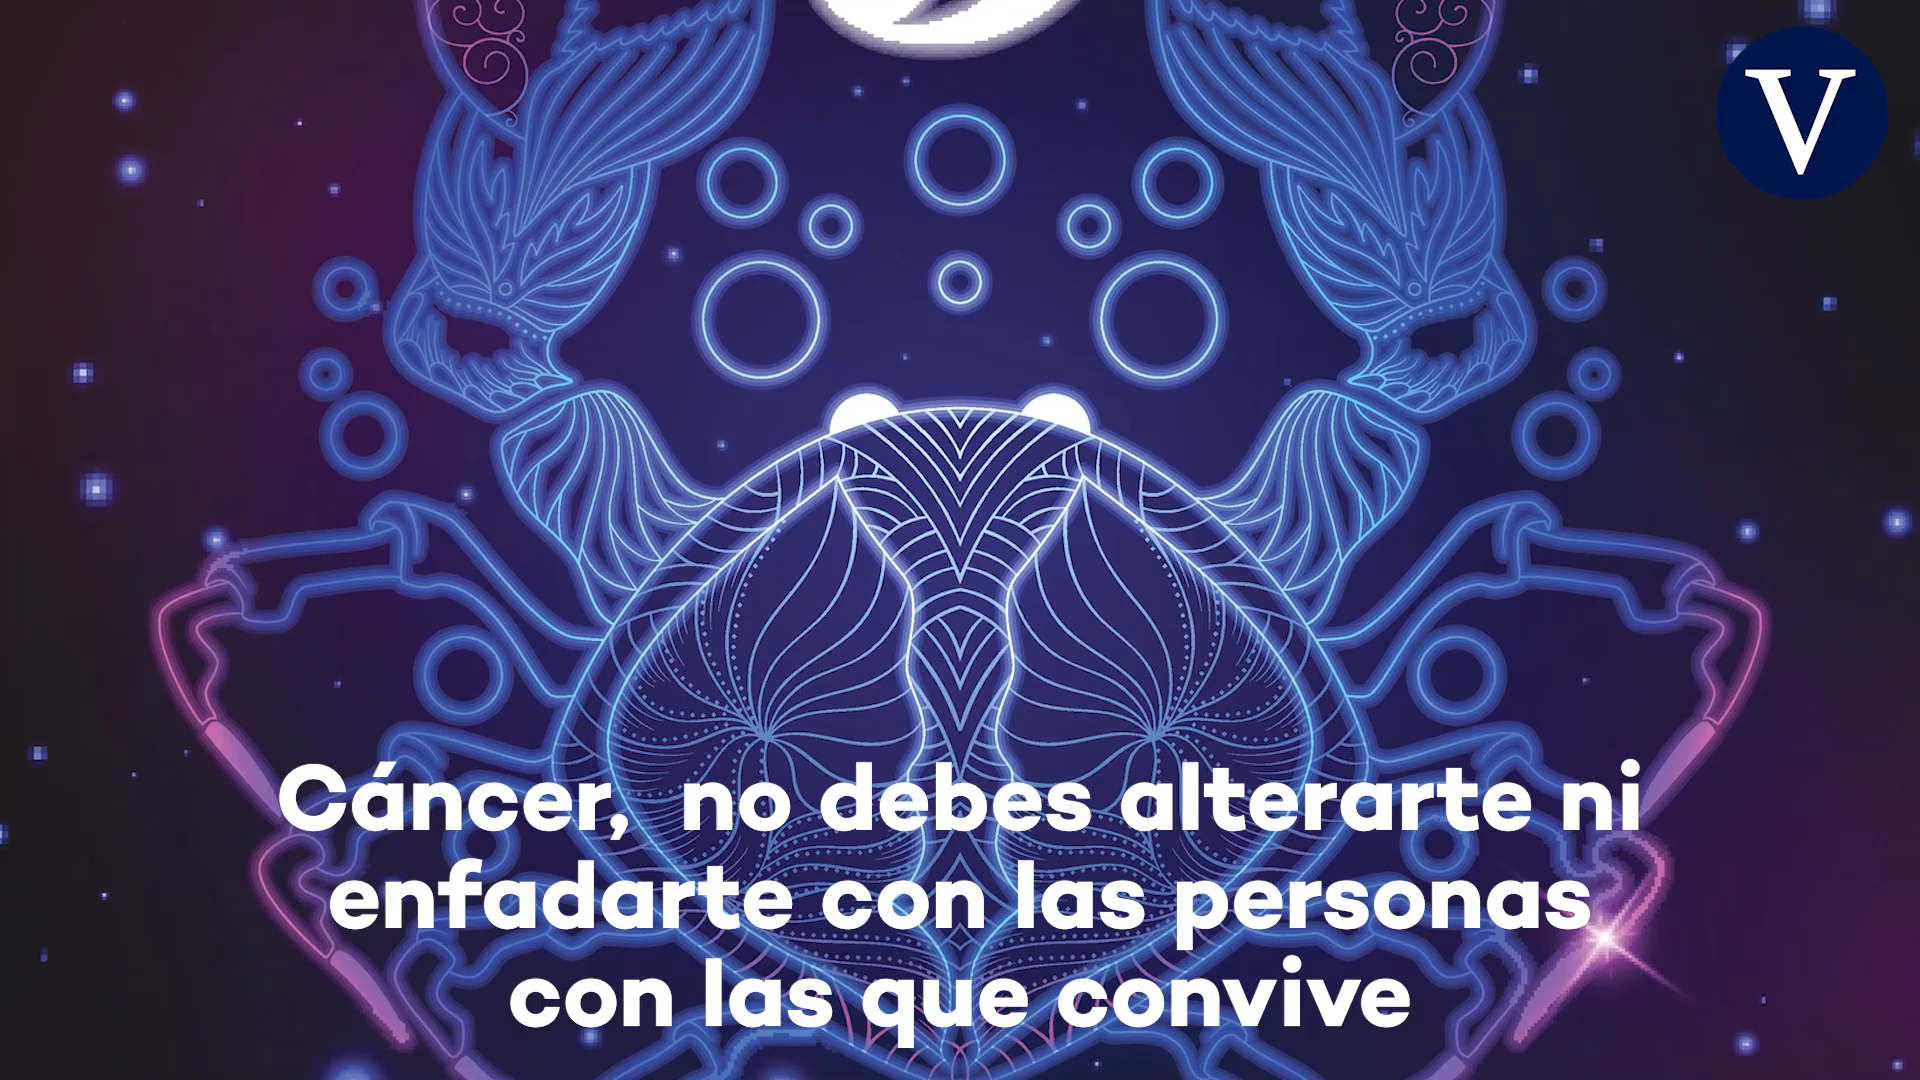 V
Cáncer,  no debes alterarte ni
enfadarte con las personas
con las que convive